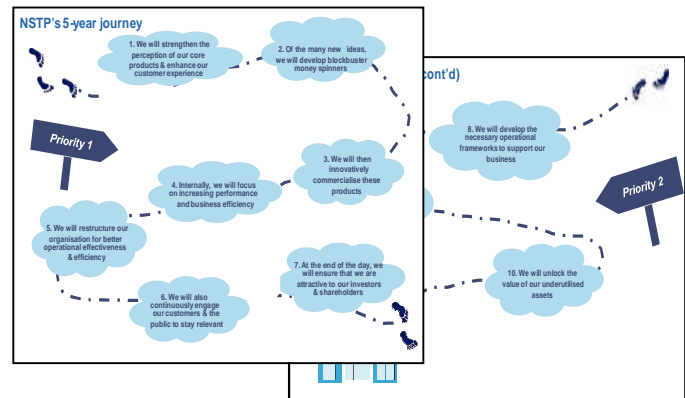 NSTP's 5-year journey
1. We will strengthen the
perception of our core
products & enhance our
customer experience
2. Of the many new ideas,
we will develop blockbuster
money spinners
Priority 1
3. We will then
innovatively
commercialise these
products
4. Internally, we will focus
on increasing performance
and business efficiency
5. We will restructure our
organisation for better
operational effectiveness
& efficiency
6. We will also
continuously engage
our customers & the
public to stay relevant
7. At the end of the day, we
will ensure that we are
attractive to our investors
& shareholders
cont'd)
8. We will develop the
necessary operational
frameworks to support our
business
Priority 2
10. We will unlock the
value of our underutilised
assets